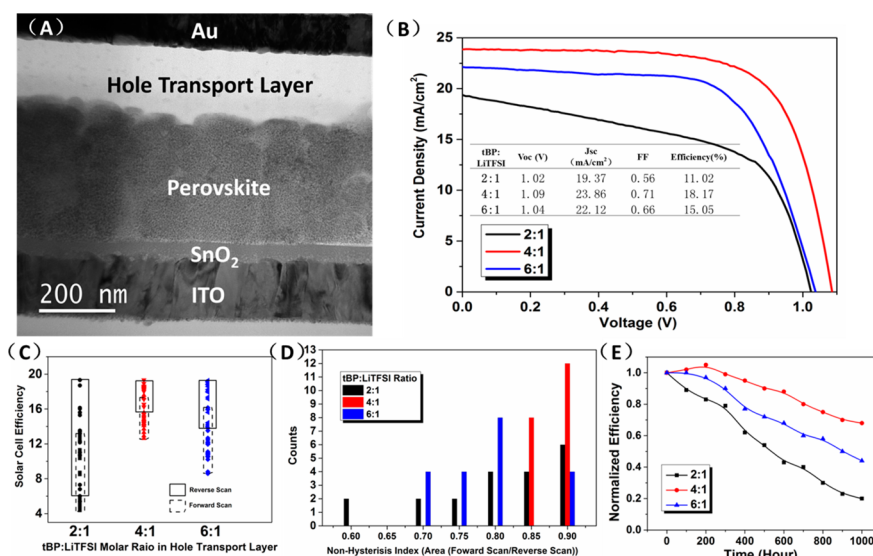 （A）
Au
Hole Transport Layer
Perovskite
SnO₂
ITO
200 nm
（B）
Current Density (mA/cm²)
25
20
15
10
5
0
0.0 0.2 0.4 0.6 0.8 1.0
Voltage (V)
tBP: LiTFSI Voc (V) Jsc (mA/cm²) FF Efficiency(%)
2:1 1.02 19.37 0.56 11.02
4:1 1.09 23.86 0.71 18.17
6:1 1.04 22.12 0.66 15.05
2:1
4:1
6:1
（C）
Solar Cell Efficiency
20
16
12
8
4
Reverse Scan
Forward Scan
2:1 4:1 6:1
tBP:LiTFSI Molar Raio in Hole Transport Layer
（D）
Counts
13
12
11
10
9
8
7
6
5
4
3
2
1
0
tBP:LiTFSI Ratio
2:1
4:1
6:1
0.60 0.65 0.70 0.75 0.80 0.85 0.90
Non-Hysterisis Index (Area (Foward Scan/Reverse Scan))
（E）
Normalized Efficiency
1.0
0.8
0.6
0.4
0.2
0.0
2:1
4:1
6:1
0 200 400 600 800 1000
Time (Hour)